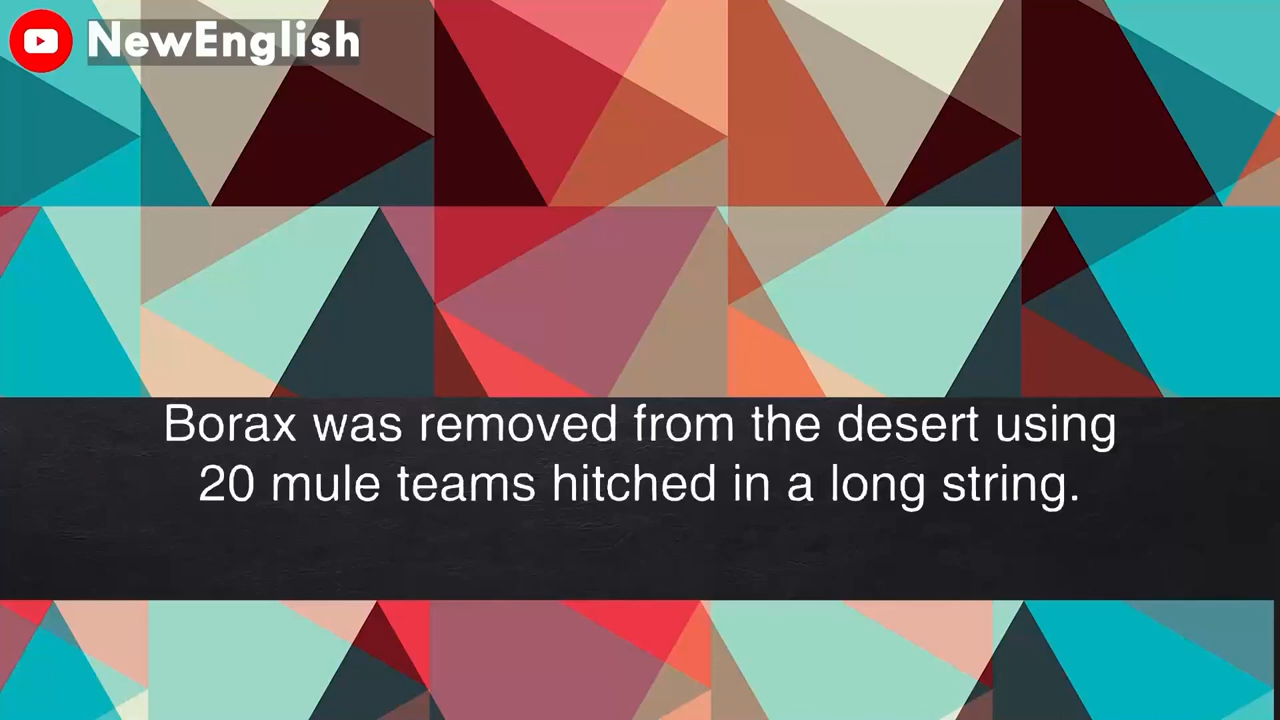 NewEnglish
Borax was removed from the desert using
20 mule teams hitched in a long string.